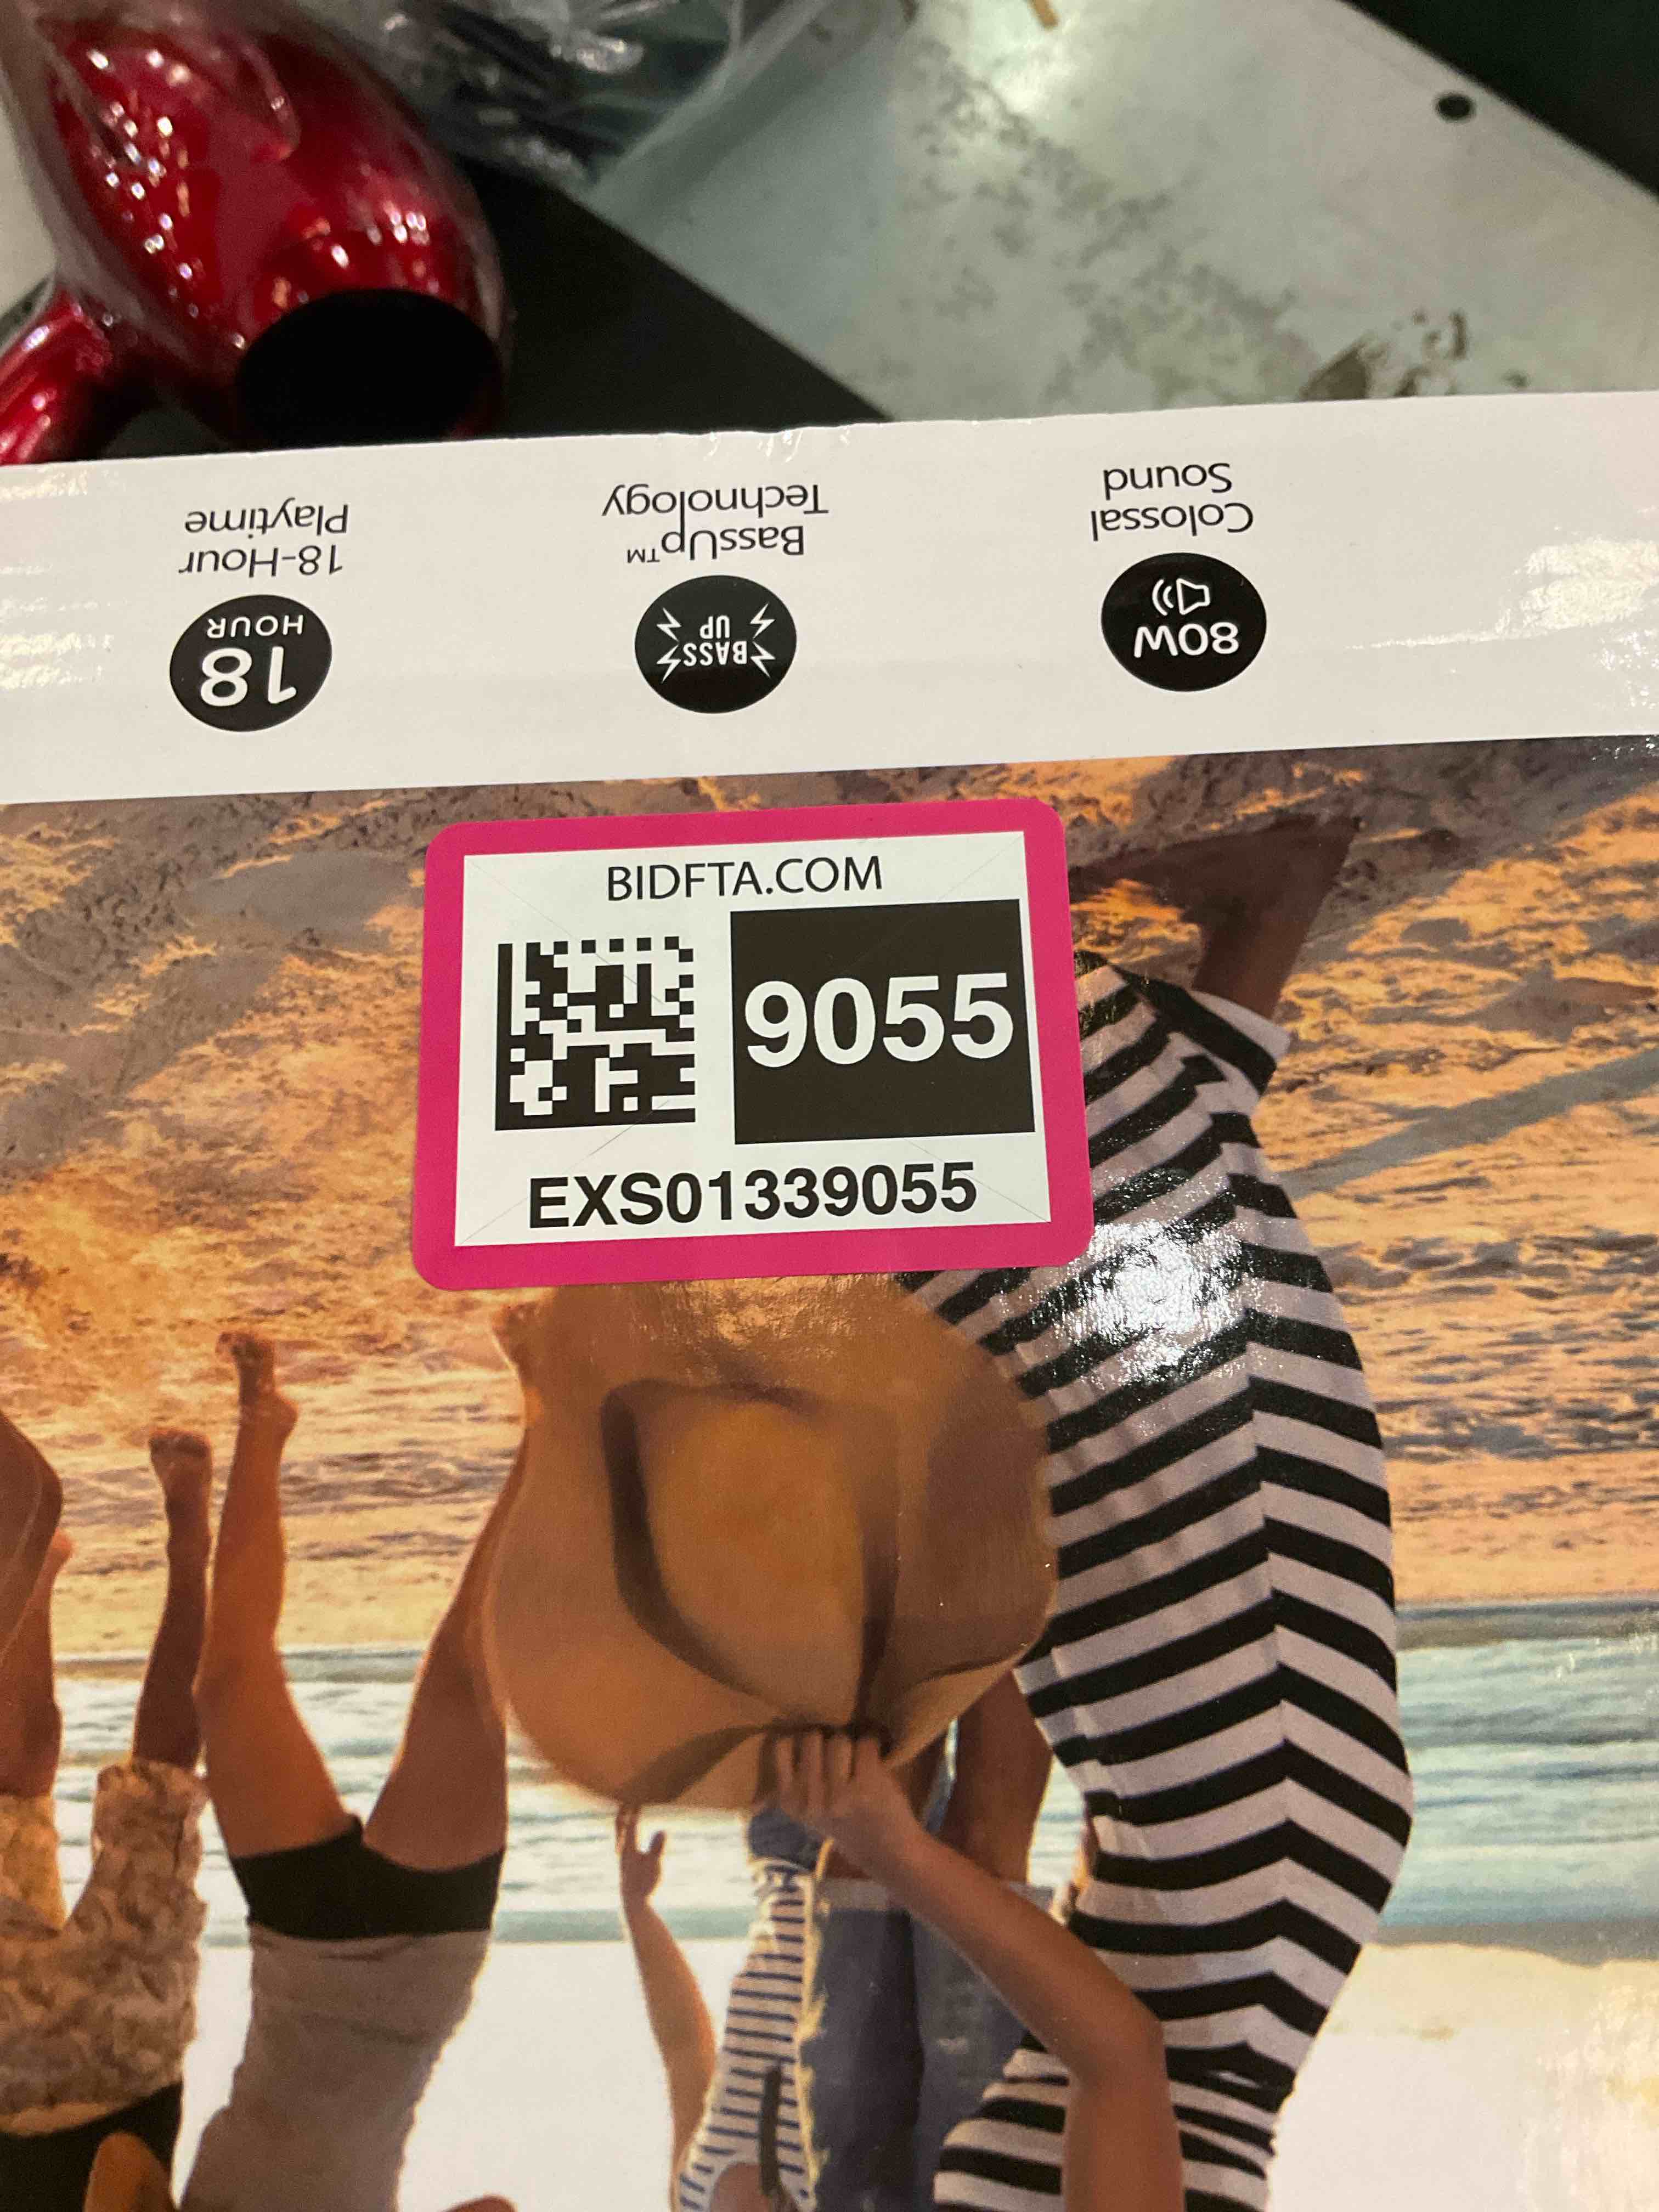 18
HOUR
18-Hour
Playtime
BASS
UP
BassUp™
Technology
80W
Colossal
Sound
BIDFTA.COM
9055
EXS01339055